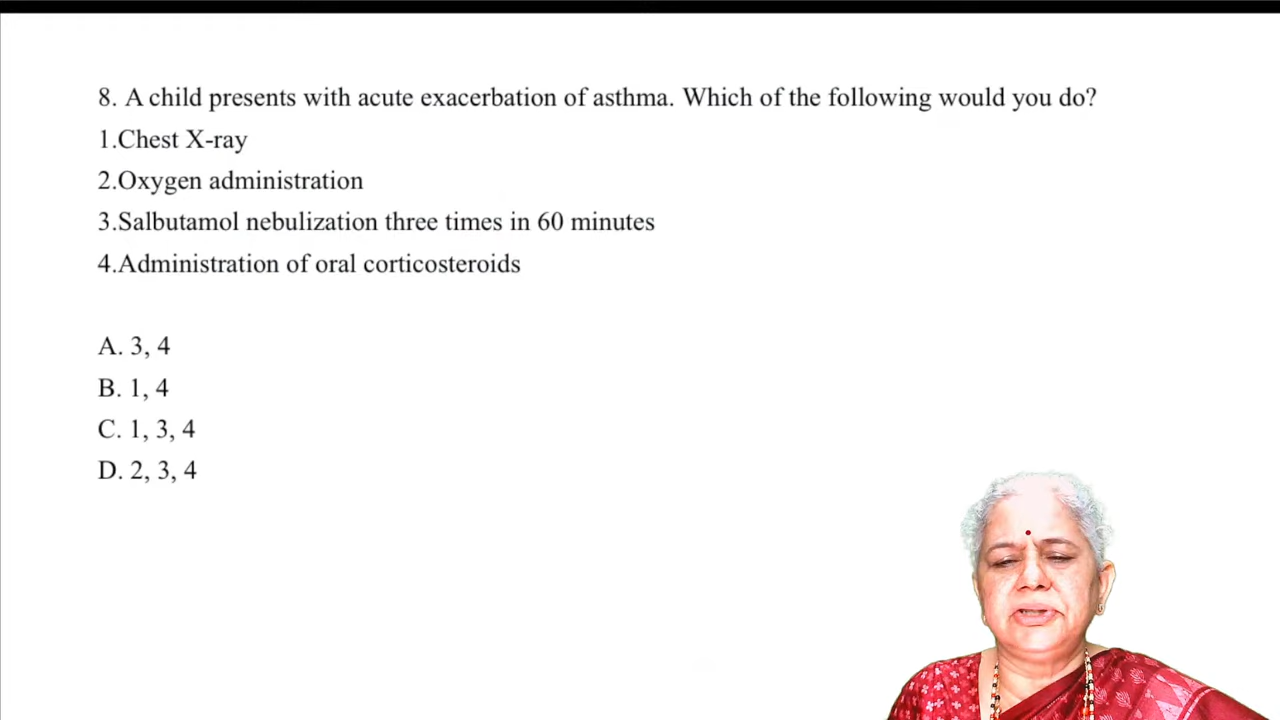 8. A child presents with acute exacerbation of asthma. Which of the following would you do?
1.Chest X-ray
2.Oxygen administration
3.Salbutamol nebulization three times in 60 minutes
4.Administration of oral corticosteroids
A. 3, 4
B. 1, 4
C. 1, 3, 4
D. 2, 3, 4